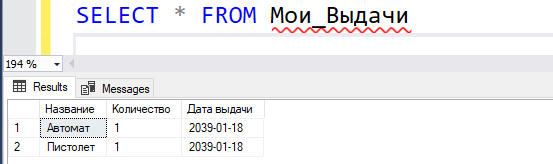 SELECT * FROM Мои_Выдачи
194 %
Results Messages
Название Количество Дата выдачи
1 Автомат 1 2039-01-18
2 Пистолет 1 2039-01-18